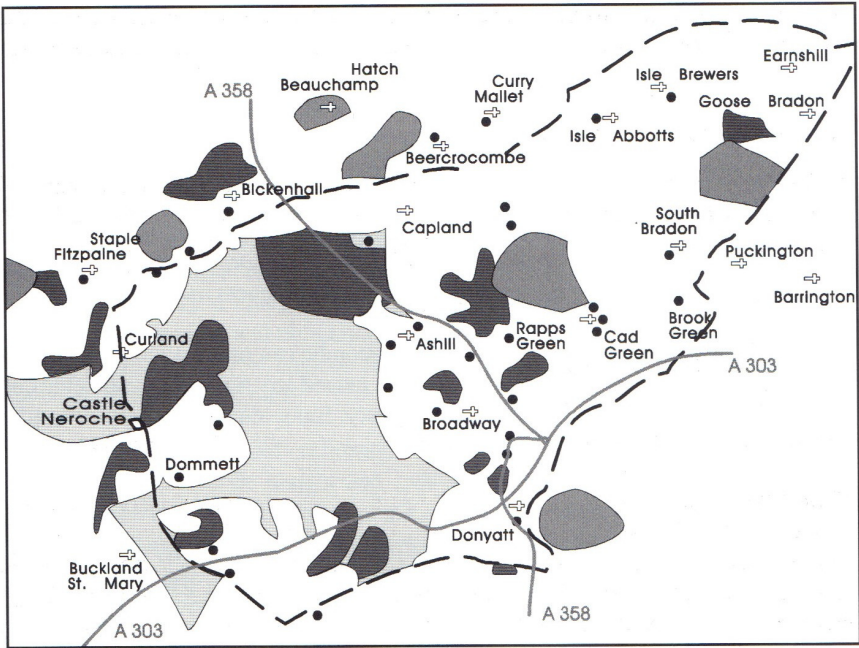 Earnshill
Hatch
Beauchamp
Isle Brewers
A 358
Curry
Mallet
Goose Bradon
Isle Abbotts
Beercrocombe
Bickenhall
South
Bradon
Capland
Staple
Fitzpaine
Puckington
Barrington
Curland
Ashill
Rapps
Green
Cad
Green
Brook
Green
A 303
Castle
Neroche
Broadway
Dommett
Donyatt
Buckland
St. Mary
A 358
A 303